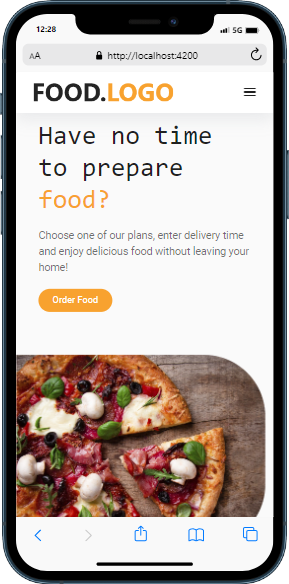 12:28
5G
AA
http://localhost:4200
FOOD.LOGO
Have no time
to prepare
food?
Choose one of our plans, enter delivery time
and enjoy delicious food without leaving your
home!
Order Food